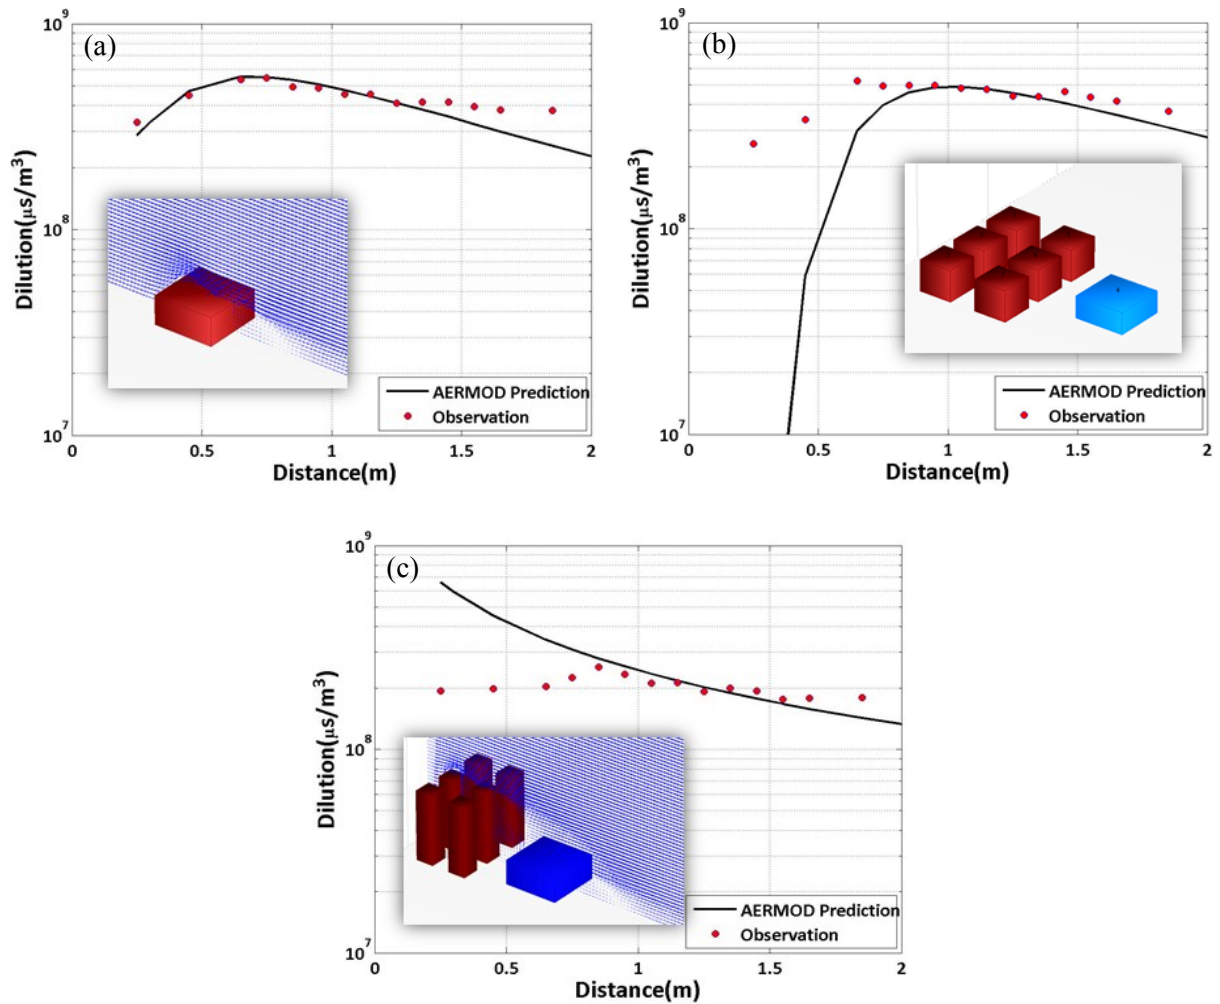 (a)
10⁹
10⁸
10⁷
Dilution(µs/m³)
AERMOD Prediction
Observation
0 0.5 1 1.5 2
Distance(m)
(b)
10⁹
10⁸
10⁷
Dilution(µs/m³)
AERMOD Prediction
Observation
0 0.5 1 1.5 2
Distance(m)
(c)
10⁹
10⁸
10⁷
Dilution(µs/m³)
AERMOD Prediction
Observation
0 0.5 1 1.5 2
Distance(m)